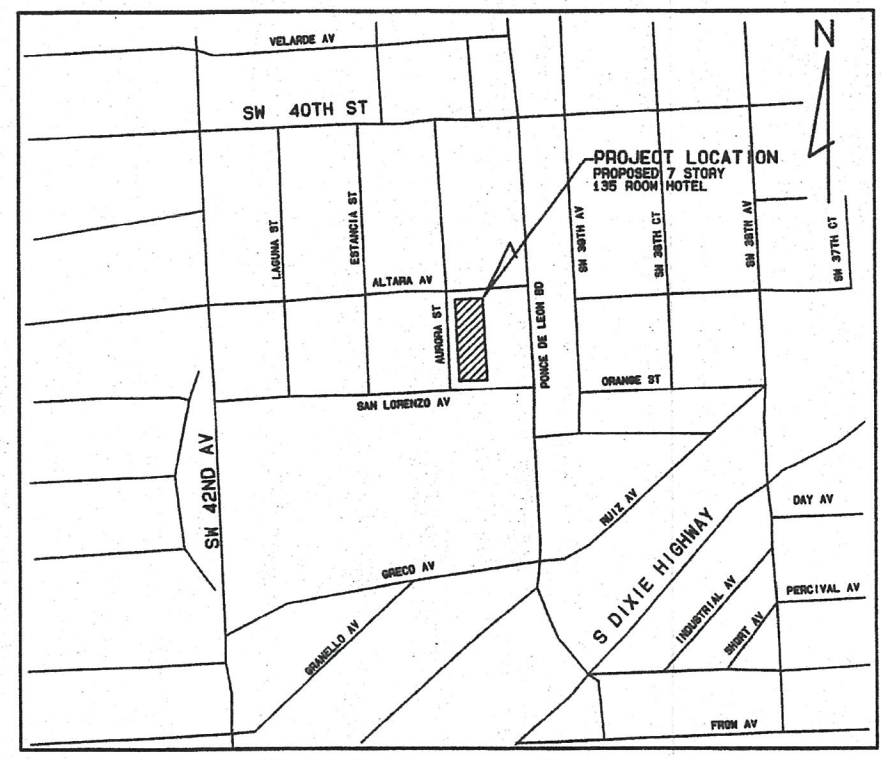 VELARDE AV
N
SW 40TH ST
PROJECT LOCATION
PROPOSED 7 STORY
135 ROOM HOTEL
LAGUNA ST
ESTANCIA ST
SW 39TH AV
SW 38TH CT
SW 38TH AV
SW 37TH CT
ALTARA AV
AURORA ST
PONCE DE LEON BD
ORANGE ST
SAN LORENZO AV
SW 42ND AV
RUIZ AV
S DIXIE HIGHWAY
DAY AV
GRECO AV
INDUSTRIAL AV
PERCIVAL AV
SHORT AV
GRANELLO AV
FROW AV